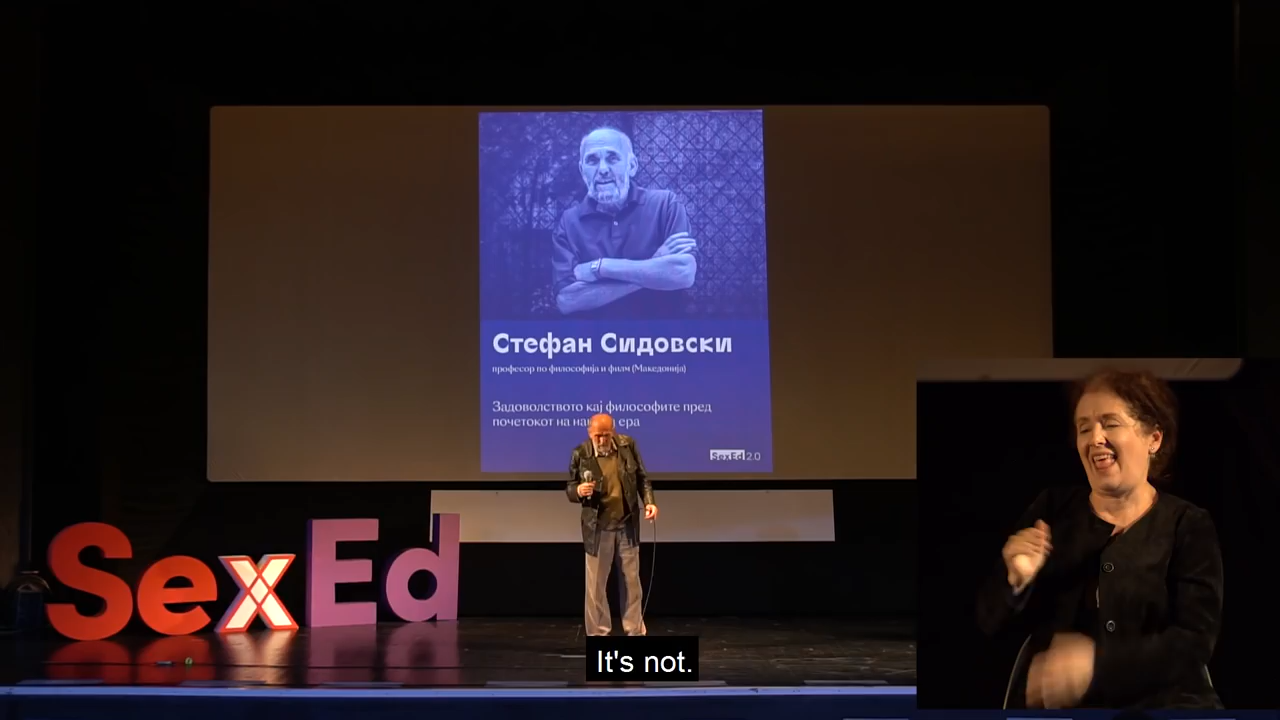 Стефан Сидовски
професор по филозофија и филм (Македонија)
Задоволството кај философите пред
почетокот на ера
SexEd 2.0
SexEd
It's not.